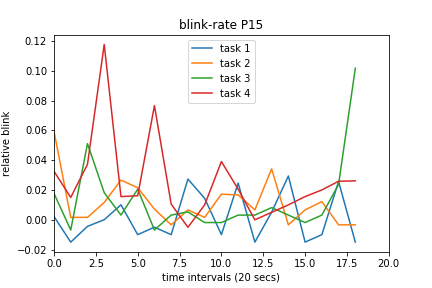 blink-rate P15
task 1
task 2
task 3
task 4
relative blink
0.12
0.10
0.08
0.06
0.04
0.02
0.00
−0.02
0.0 2.5 5.0 7.5 10.0 12.5 15.0 17.5 20.0
time intervals (20 secs)